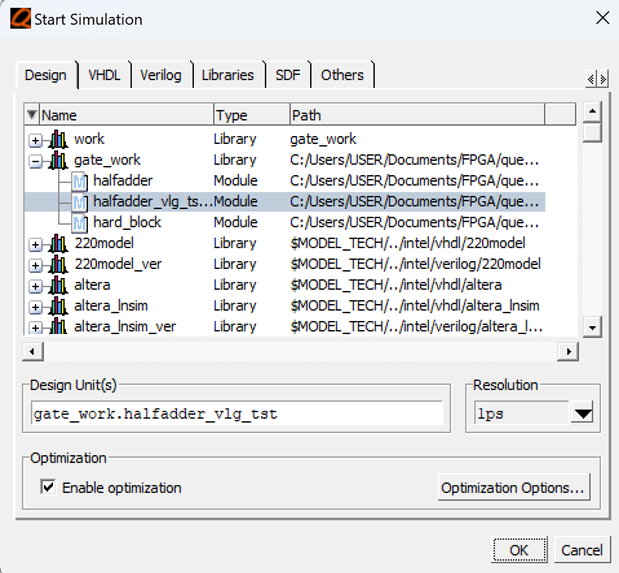 Start Simulation
Design VHDL Verilog Libraries SDF Others
Name Type Path
work Library gate_work
gate_work Library C:/Users/USER/Documents/FPGA/que...
halfadder Module C:/Users/USER/Documents/FPGA/que...
halfadder_vlg_ts... Module C:/Users/USER/Documents/FPGA/que...
hard_block Module C:/Users/USER/Documents/FPGA/que...
220model Library $MODEL_TECH/../intel/vhdl/220model
220model_ver Library $MODEL_TECH/../intel/verilog/220model
altera Library $MODEL_TECH/../intel/vhdl/altera
altera_lnsim Library $MODEL_TECH/../intel/vhdl/altera_lnsim
altera_lnsim_ver Library $MODEL_TECH/../intel/verilog/altera_l...
Design Unit(s) Resolution
gate_work.halfadder_vlg_tst 1ps
Optimization
Enable optimization Optimization Options...
OK Cancel